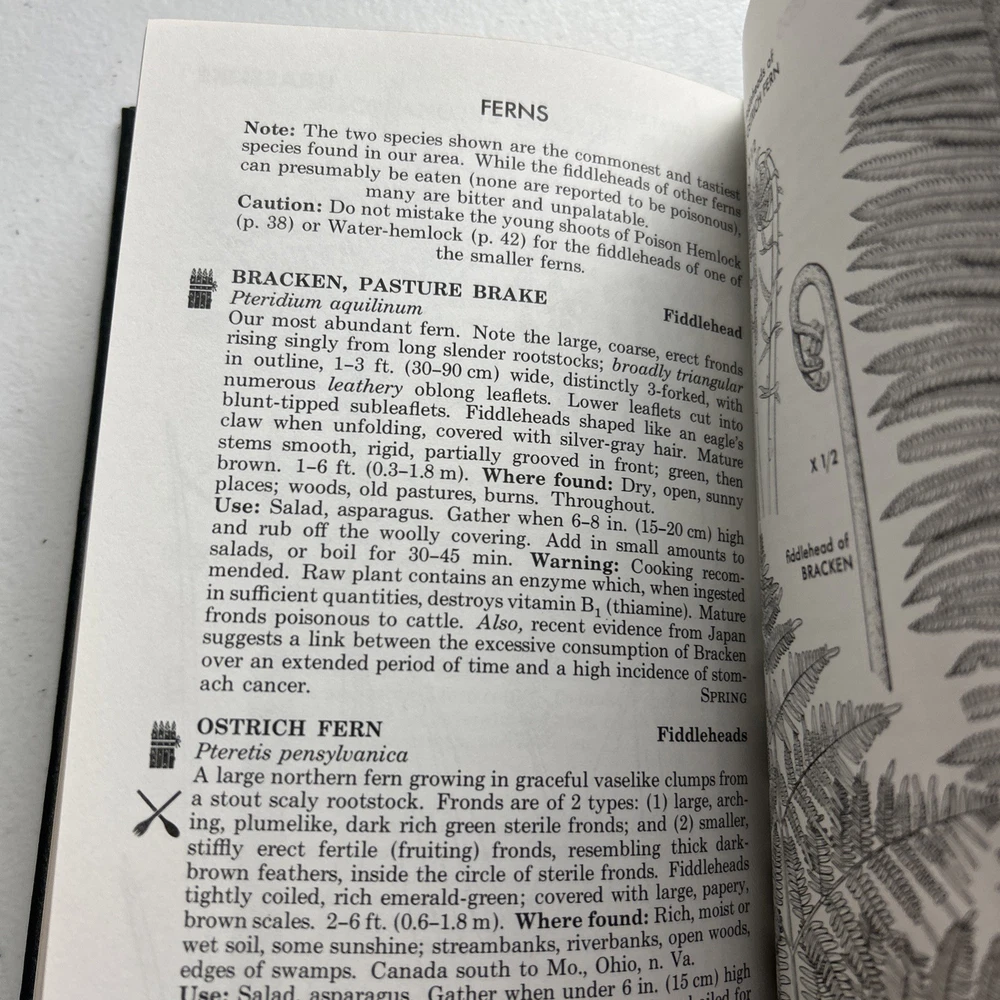 FERNS
Note: The two species shown are the commonest and tastiest
species found in our area. While the fiddleheads of other ferns
can presumably be eaten (none are reported to be poisonous),
many are bitter and unpalatable.
Caution: Do not mistake the young shoots of Poison Hemlock
(p. 38) or Water-hemlock (p. 42) for the fiddleheads of one of
the smaller ferns.
BRACKEN, PASTURE BRAKE
Fiddlehead
Pteridium aquilinum
Our most abundant fern. Note the large, coarse, erect fronds
rising singly from long slender rootstocks; broadly triangular
in outline, 1–3 ft. (30–90 cm) wide, distinctly 3-forked, with
numerous leathery oblong leaflets. Lower leaflets cut into
blunt-tipped subleaflets. Fiddleheads shaped like an eagle's
claw when unfolding, covered with silver-gray hair. Mature
stems smooth, rigid, partially grooved in front; green, then
brown. 1–6 ft. (0.3–1.8 m). Where found: Dry, open, sunny
places; woods, old pastures, burns. Throughout.
Use: Salad, asparagus. Gather when 6–8 in. (15–20 cm) high
and rub off the woolly covering. Add in small amounts to
salads, or boil for 30–45 min. Warning: Cooking recom-
mended. Raw plant contains an enzyme which, when ingested
in sufficient quantities, destroys vitamin B₁ (thiamine). Mature
fronds poisonous to cattle. Also, recent evidence from Japan
suggests a link between the excessive consumption of Bracken
over an extended period of time and a high incidence of stom-
ach cancer.
SPRING
OSTRICH FERN
Fiddleheads
Pteretis pensylvanica
A large northern fern growing in graceful vaselike clumps from
a stout scaly rootstock. Fronds are of 2 types: (1) large, arch-
ing, plumelike, dark rich green sterile fronds; and (2) smaller,
stiffly erect fertile (fruiting) fronds, resembling thick dark-
brown feathers, inside the circle of sterile fronds. Fiddleheads
tightly coiled, rich emerald-green; covered with large, papery,
brown scales. 2–6 ft. (0.6–1.8 m). Where found: Rich, moist or
wet soil, some sunshine; streambanks, riverbanks, open woods,
edges of swamps. Canada south to Mo., Ohio, n. Va.
Use: Salad, asparagus. Gather when under 6 in. (15 cm) high
boiled for
of
FERN
X 1/2
fiddlehead of
BRACKEN